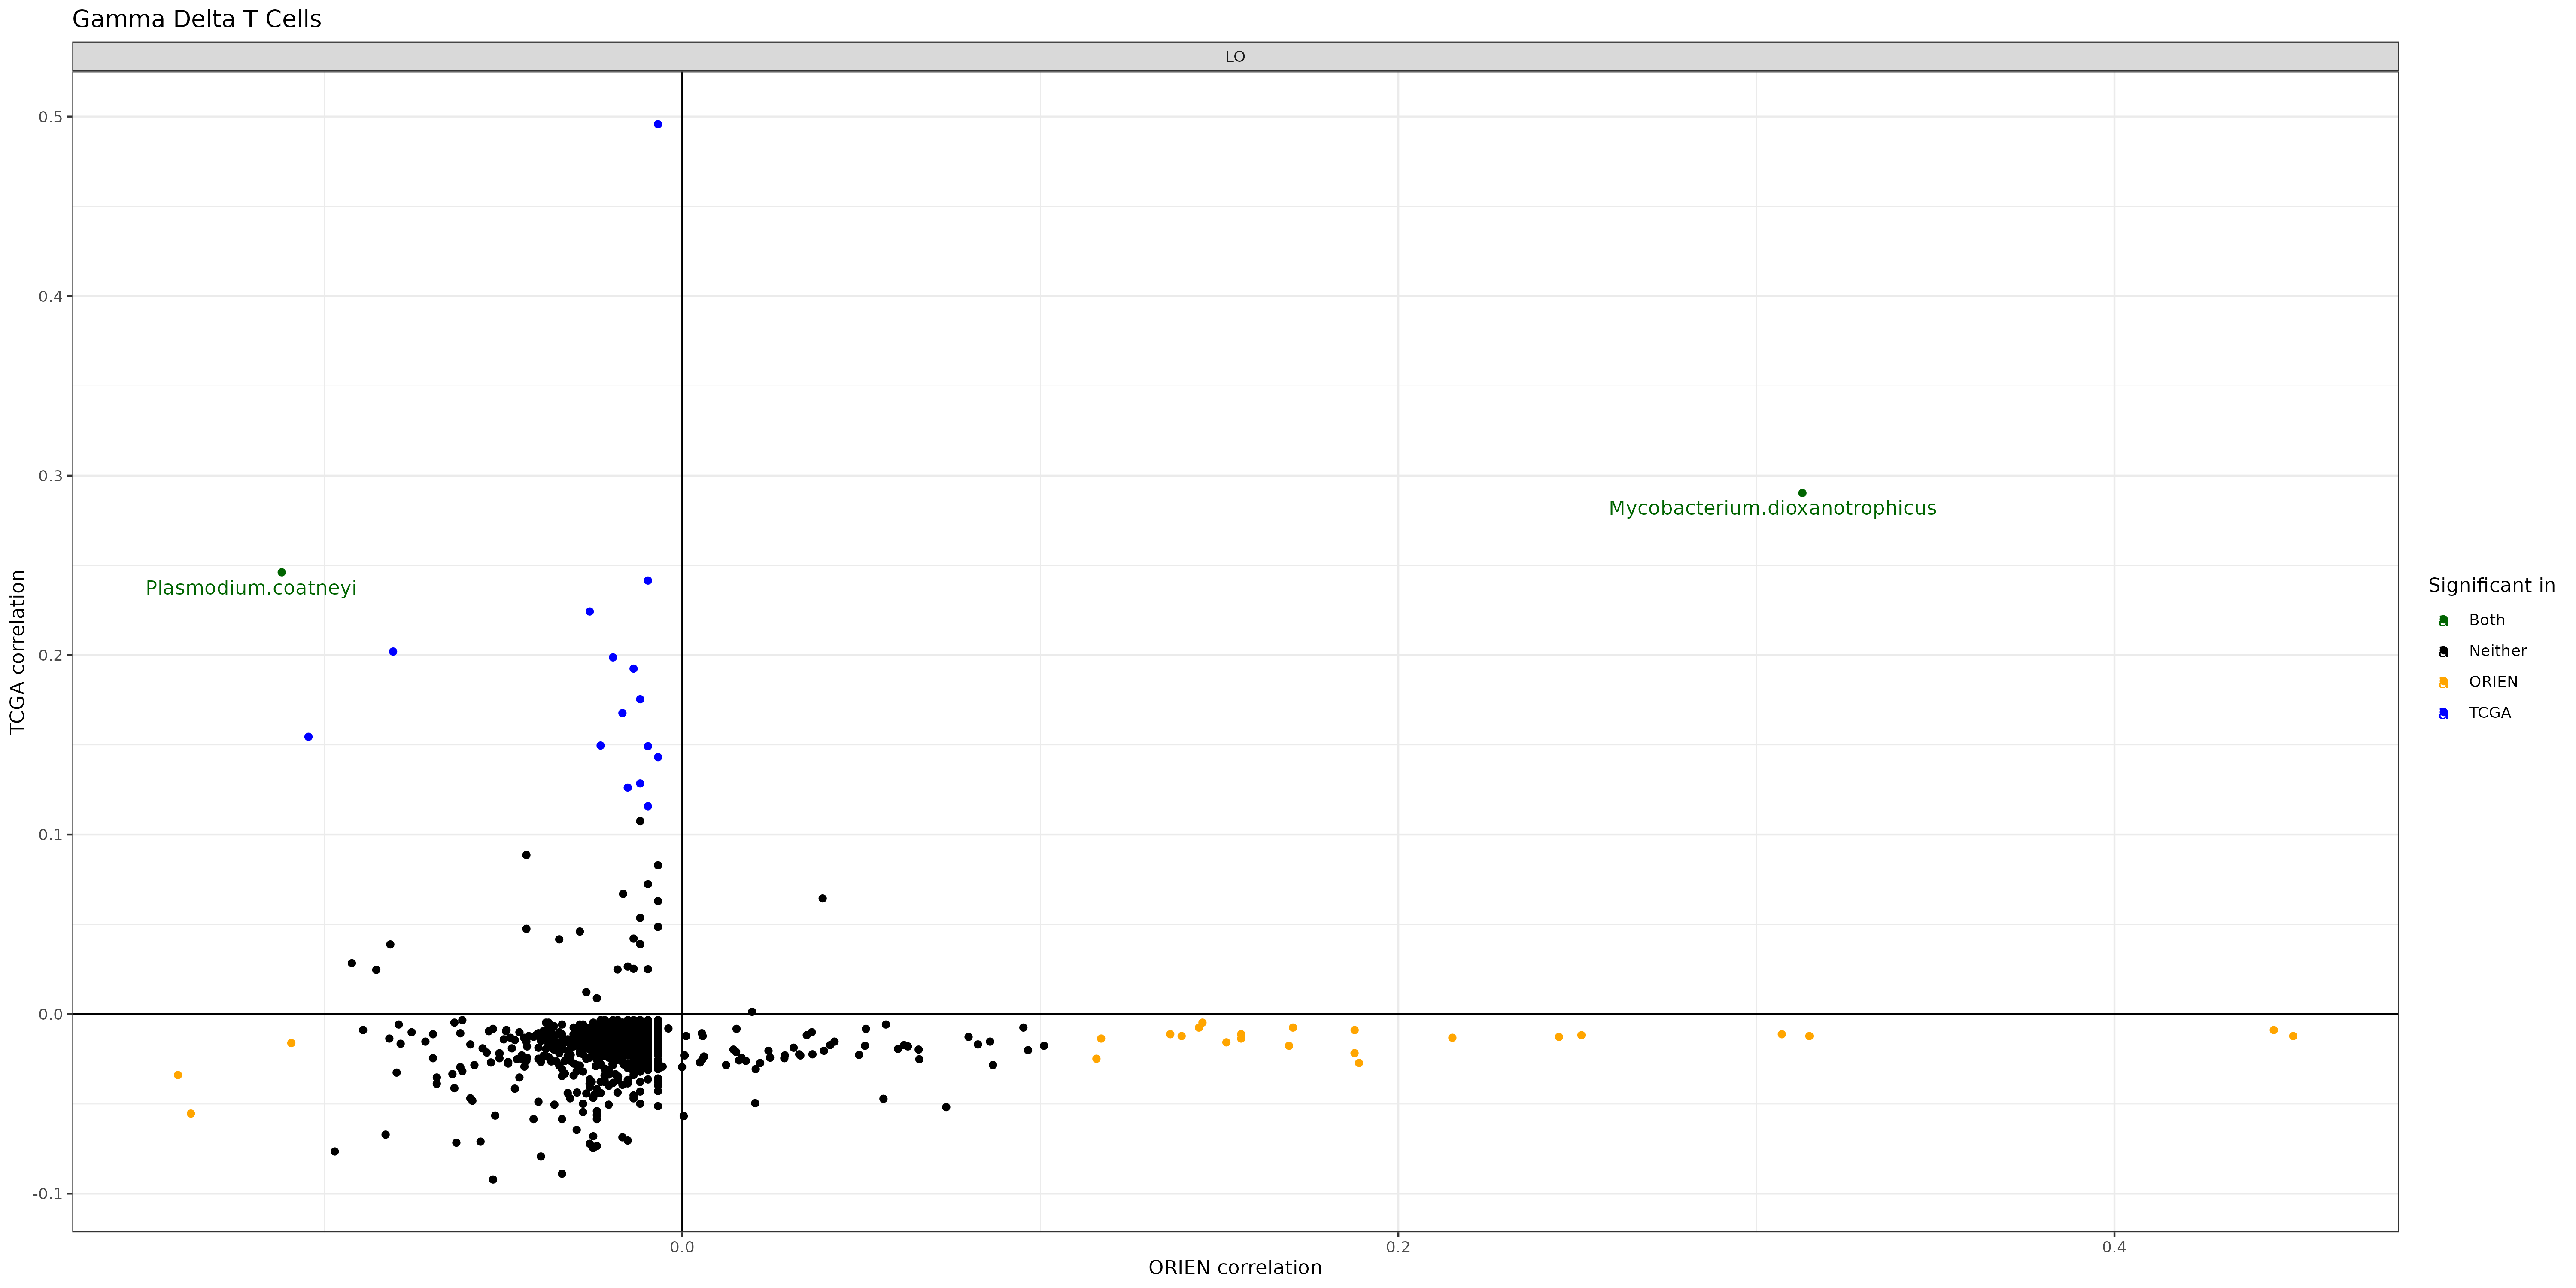 Gamma Delta T Cells
LO
0.5
0.4
0.3
0.2
0.1
0.0
-0.1
TCGA correlation
Mycobacterium.dioxanotrophicus
Plasmodium.coatneyi
0.0
0.2
0.4
ORIEN correlation
Significant in
a Both
a Neither
a ORIEN
a TCGA